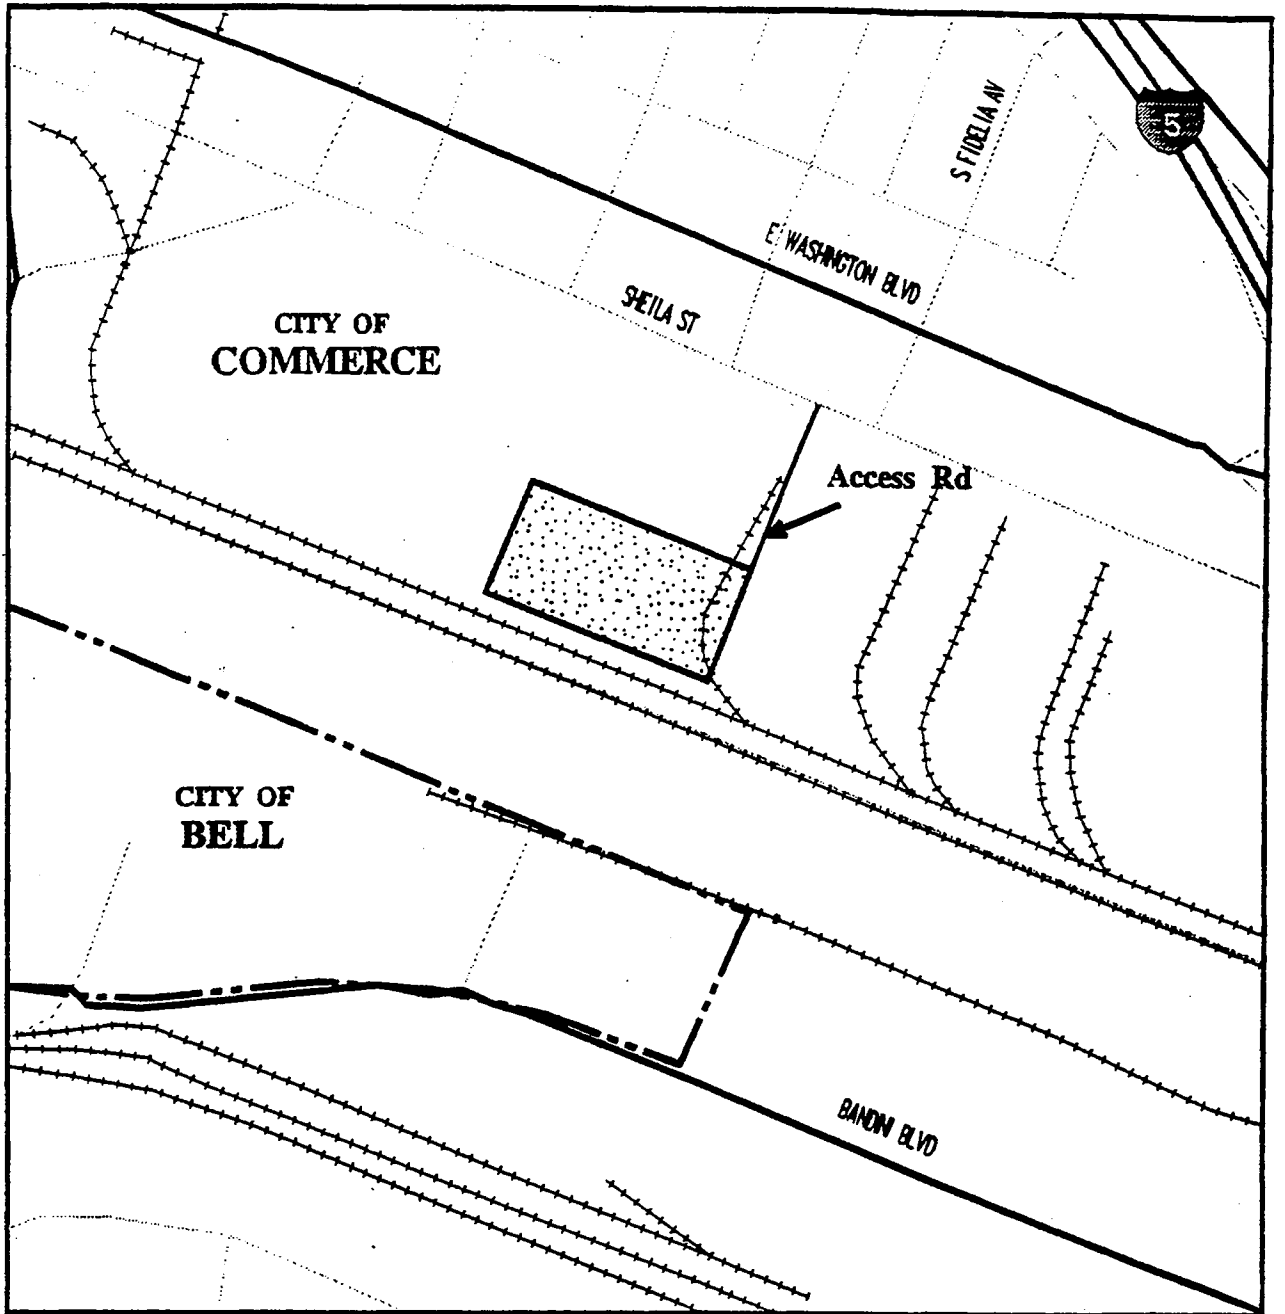 5
S FIDELIA AV
E WASHINGTON BLVD
SHEILA ST
CITY OF
COMMERCE
Access Rd
CITY OF
BELL
BANDINI BLVD